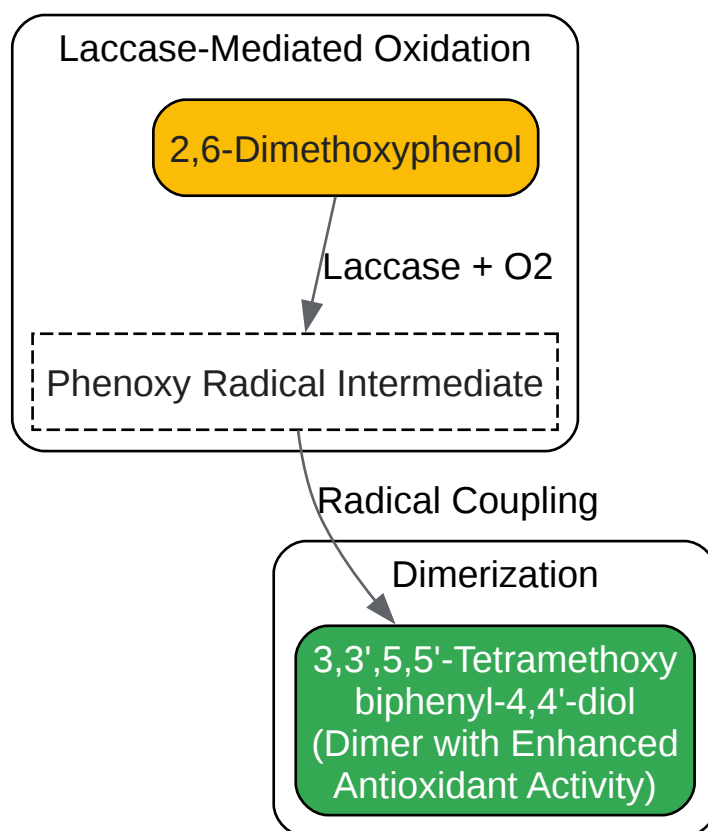 Laccase-Mediated Oxidation
2,6-Dimethoxyphenol
Laccase + O2
Phenoxy Radical Intermediate
Radical Coupling
Dimerization
3,3',5,5'-Tetramethoxy
biphenyl-4,4'-diol
(Dimer with Enhanced
Antioxidant Activity)